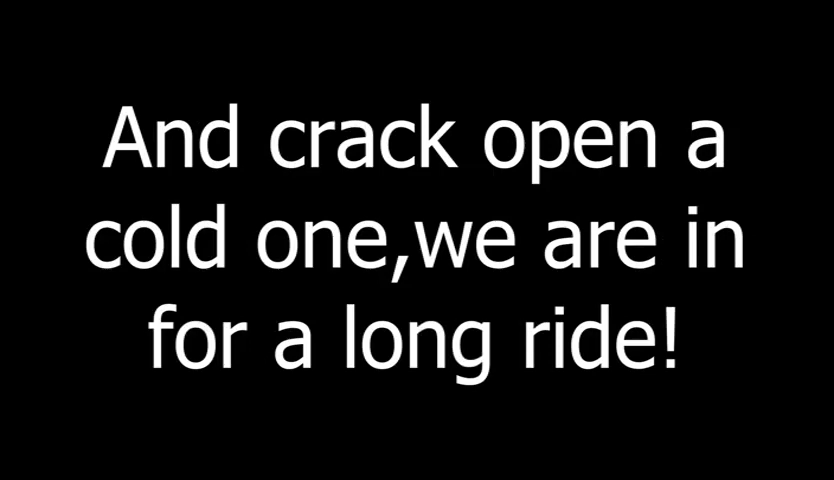 And crack open a
cold one,we are in
for a long ride!